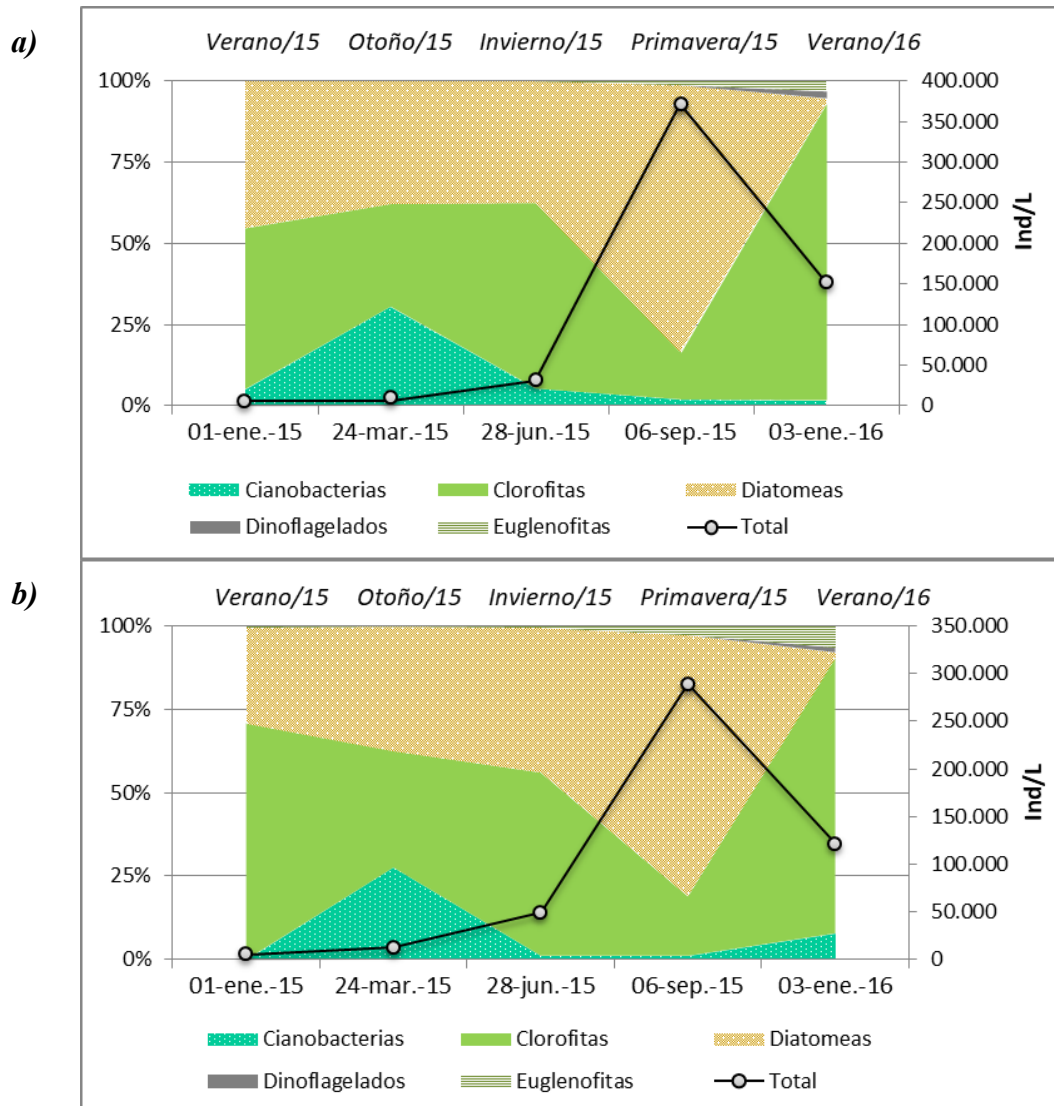 a)
Verano/15 Otoño/15 Invierno/15 Primavera/15 Verano/16
100% 400.000
350.000
75% 300.000
250.000
50% 200.000
150.000
25% 100.000
50.000
0% 0
Ind/L
01-ene.-15 24-mar.-15 28-jun.-15 06-sep.-15 03-ene.-16
Cianobacterias Clorofitas Diatomeas
Dinoflagelados Euglenofitas Total
b)
Verano/15 Otoño/15 Invierno/15 Primavera/15 Verano/16
100% 350.000
300.000
75% 250.000
200.000
50% 150.000
25% 100.000
50.000
0% 0
Ind/L
01-ene.-15 24-mar.-15 28-jun.-15 06-sep.-15 03-ene.-16
Cianobacterias Clorofitas Diatomeas
Dinoflagelados Euglenofitas Total